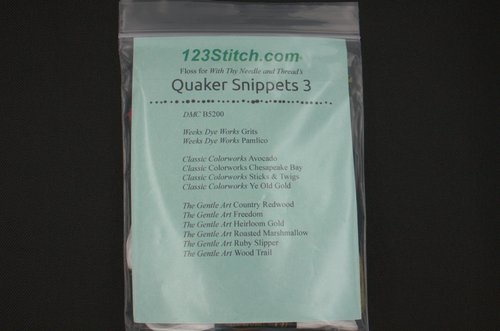 123Stitch.com
Floss for With Thy Needle and Thread's
Quaker Snippets 3
DMC B5200
Weeks Dye Works Grits
Weeks Dye Works Pamlico
Classic Colorworks Avocado
Classic Colorworks Chesapeake Bay
Classic Colorworks Sticks & Twigs
Classic Colorworks Ye Old Gold
The Gentle Art Country Redwood
The Gentle Art Freedom
The Gentle Art Heirloom Gold
The Gentle Art Roasted Marshmallow
The Gentle Art Ruby Slipper
The Gentle Art Wood Trail